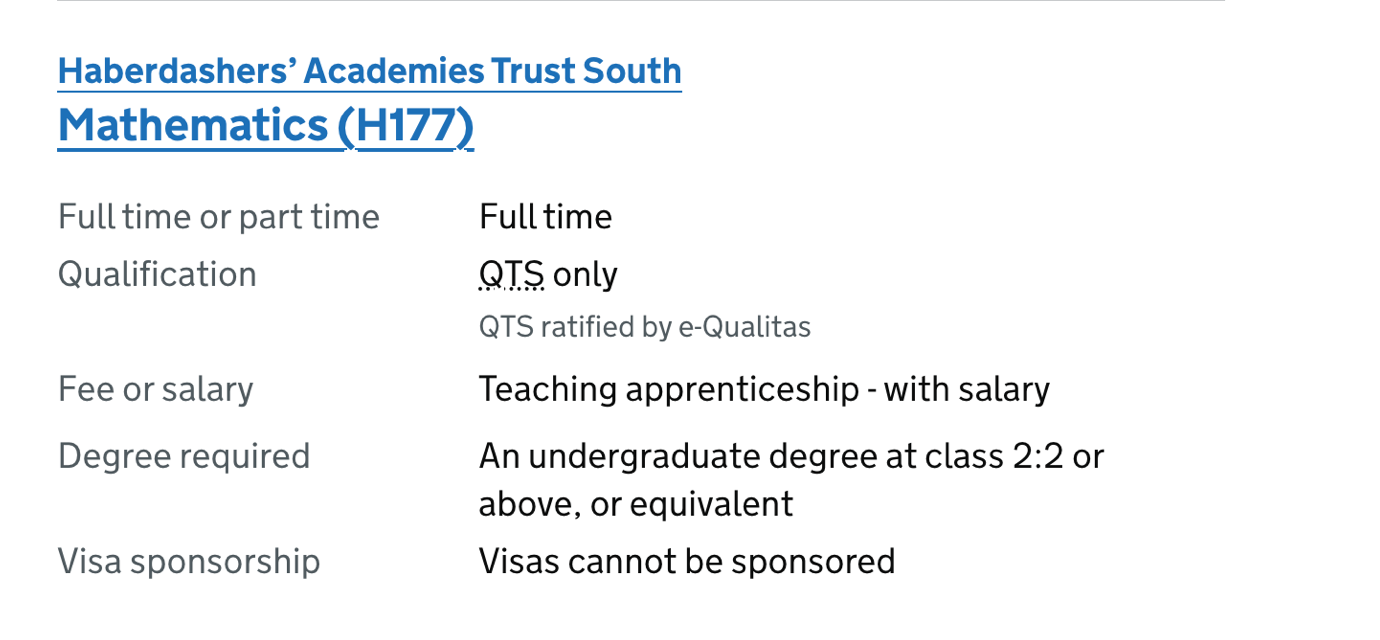 Haberdashers’ Academies Trust South
Mathematics (H177)
Full time or part time Full time
Qualification QTS only
QTS ratified by e-Qualitas
Fee or salary Teaching apprenticeship - with salary
Degree required An undergraduate degree at class 2:2 or
above, or equivalent
Visa sponsorship Visas cannot be sponsored